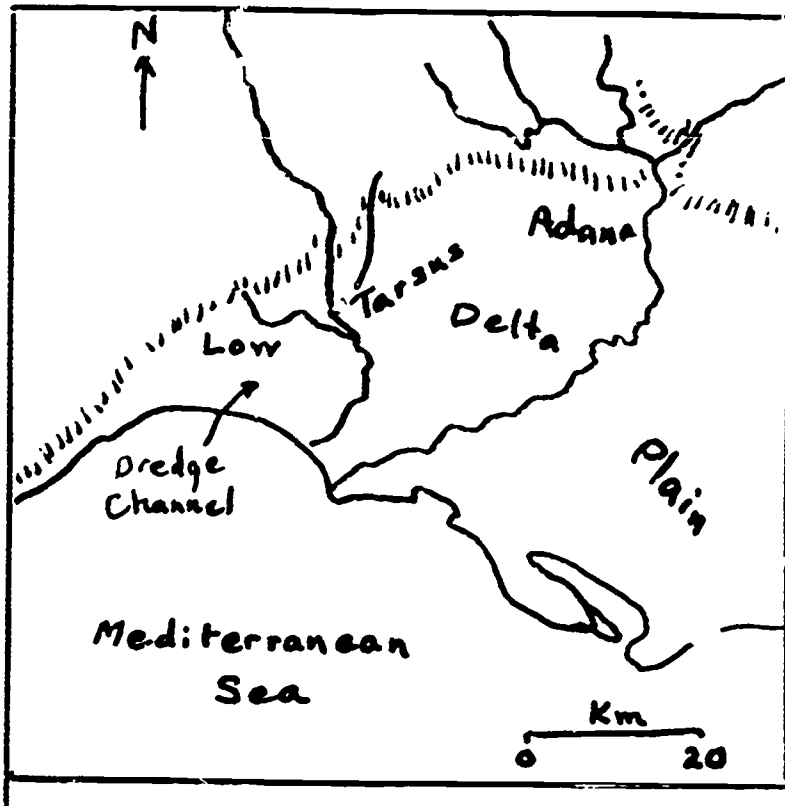 N
Adana
Tarsus
Delta
Low
Dredge
Channel
Plain
Mediterranean
Sea
Km
0 20